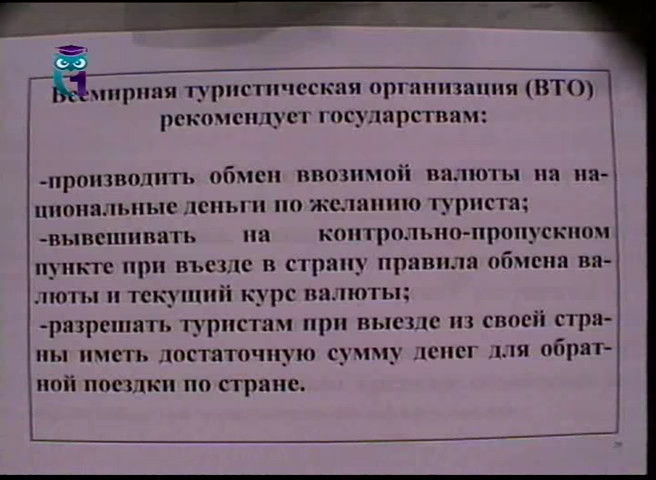 Всемирная туристическая организация (ВТО)
рекомендует государствам:
-производить обмен ввозимой валюты на на-
циональные деньги по желанию туриста;
-вывешивать на контрольно-пропускном
пункте при въезде в страну правила обмена ва-
люты и текущий курс валюты;
-разрешать туристам при выезде из своей стра-
ны иметь достаточную сумму денег для обрат-
ной поездки по стране.